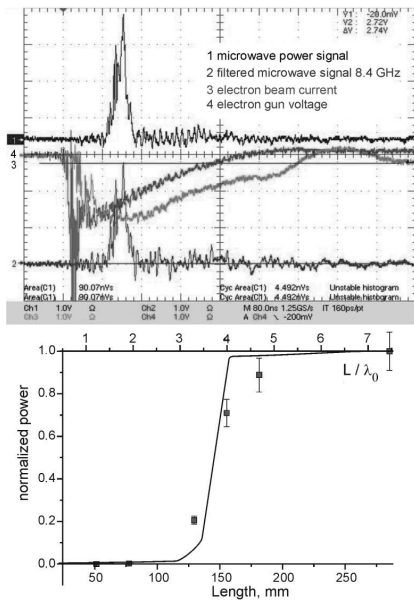 V1: -20.0mV
V2: 2.72V
ΔV: 2.74V
1 microwave power signal
2 filtered microwave signal 8.4 GHz
3 electron beam current
4 electron gun voltage
1
4
3
2
Area(C1) 90.07nVs Cyc Area(C1) 4.492nVs Unstable histogram
Area(C1) 90.07nVs Cyc Area(C1) 4.492nVs Unstable histogram
Ch1 1.0V Ω Ch2 1.0V Ω M 80.0ns 1.25GS/s IT 160ps/pt
Ch3 1.0V Ω Ch4 1.0V Ω A Ch4 -200mV
1 2 3 4 5 6 7
L / λ0
1.0
0.8
0.6
0.4
0.2
0.0
normalized power
50 100 150 200 250
Length, mm